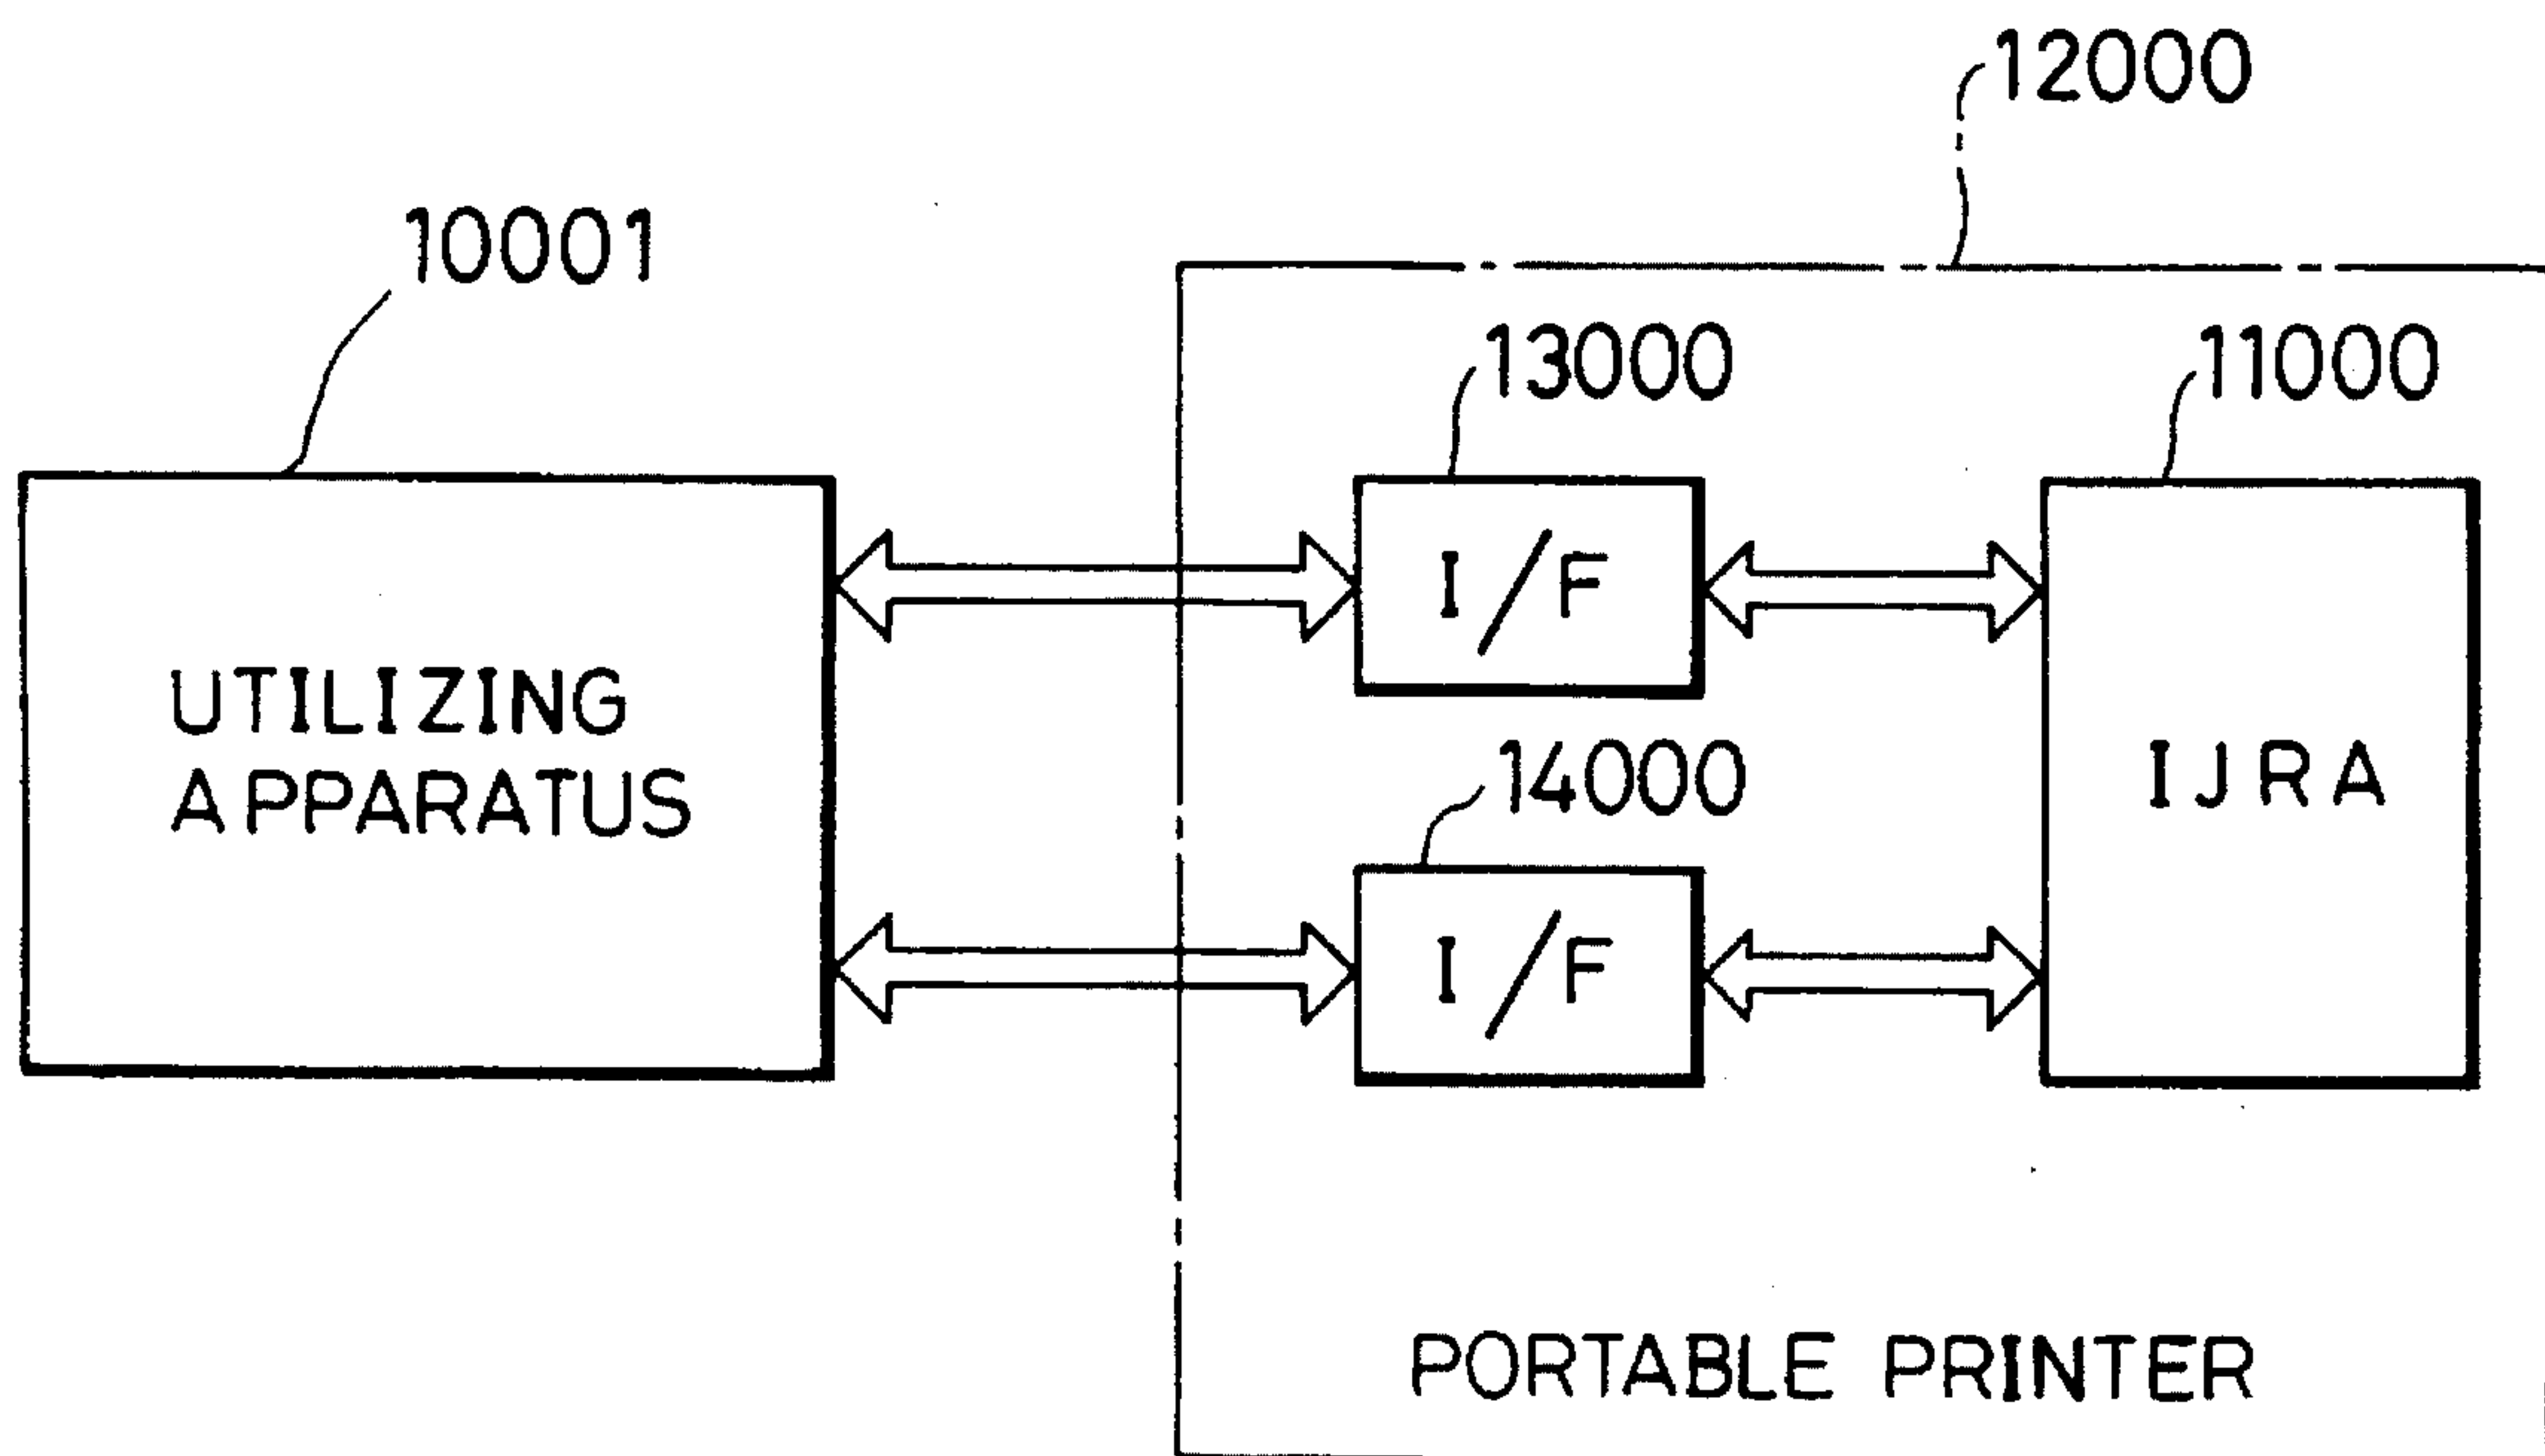 12000
10001
13000
11000
I/F
UTILIZING
APPARATUS
14000
IJRA
I/F
PORTABLE PRINTER